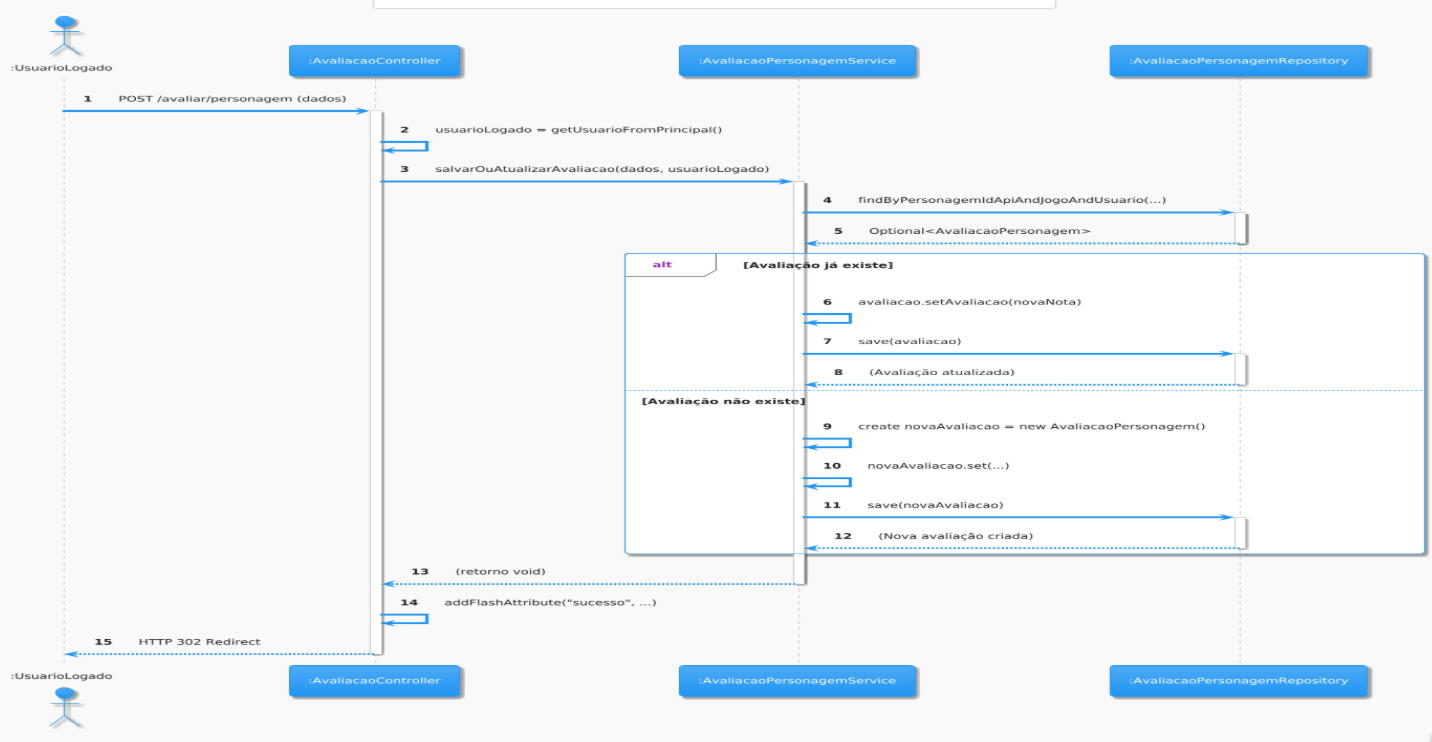 :UsuarioLogado
:AvaliacaoController
:AvaliacaoPersonagemService
:AvaliacaoPersonagemRepository
1 POST /avaliar/personagem (dados)
2 usuarioLogado = getUsuarioFromPrincipal()
3 salvarOuAtualizarAvaliacao(dados, usuarioLogado)
4 findByPersonagemIdApiAndJogoAndUsuario(...)
5 Optional<AvaliacaoPersonagem>
alt [Avaliação já existe]
6 avaliacao.setAvaliacao(novaNota)
7 save(avaliacao)
8 (Avaliação atualizada)
[Avaliação não existe]
9 create novaAvaliacao = new AvaliacaoPersonagem()
10 novaAvaliacao.set(...)
11 save(novaAvaliacao)
12 (Nova avaliação criada)
13 (retorno void)
14 addFlashAttribute("sucesso", ...)
15 HTTP 302 Redirect
:UsuarioLogado
:AvaliacaoController
:AvaliacaoPersonagemService
:AvaliacaoPersonagemRepository